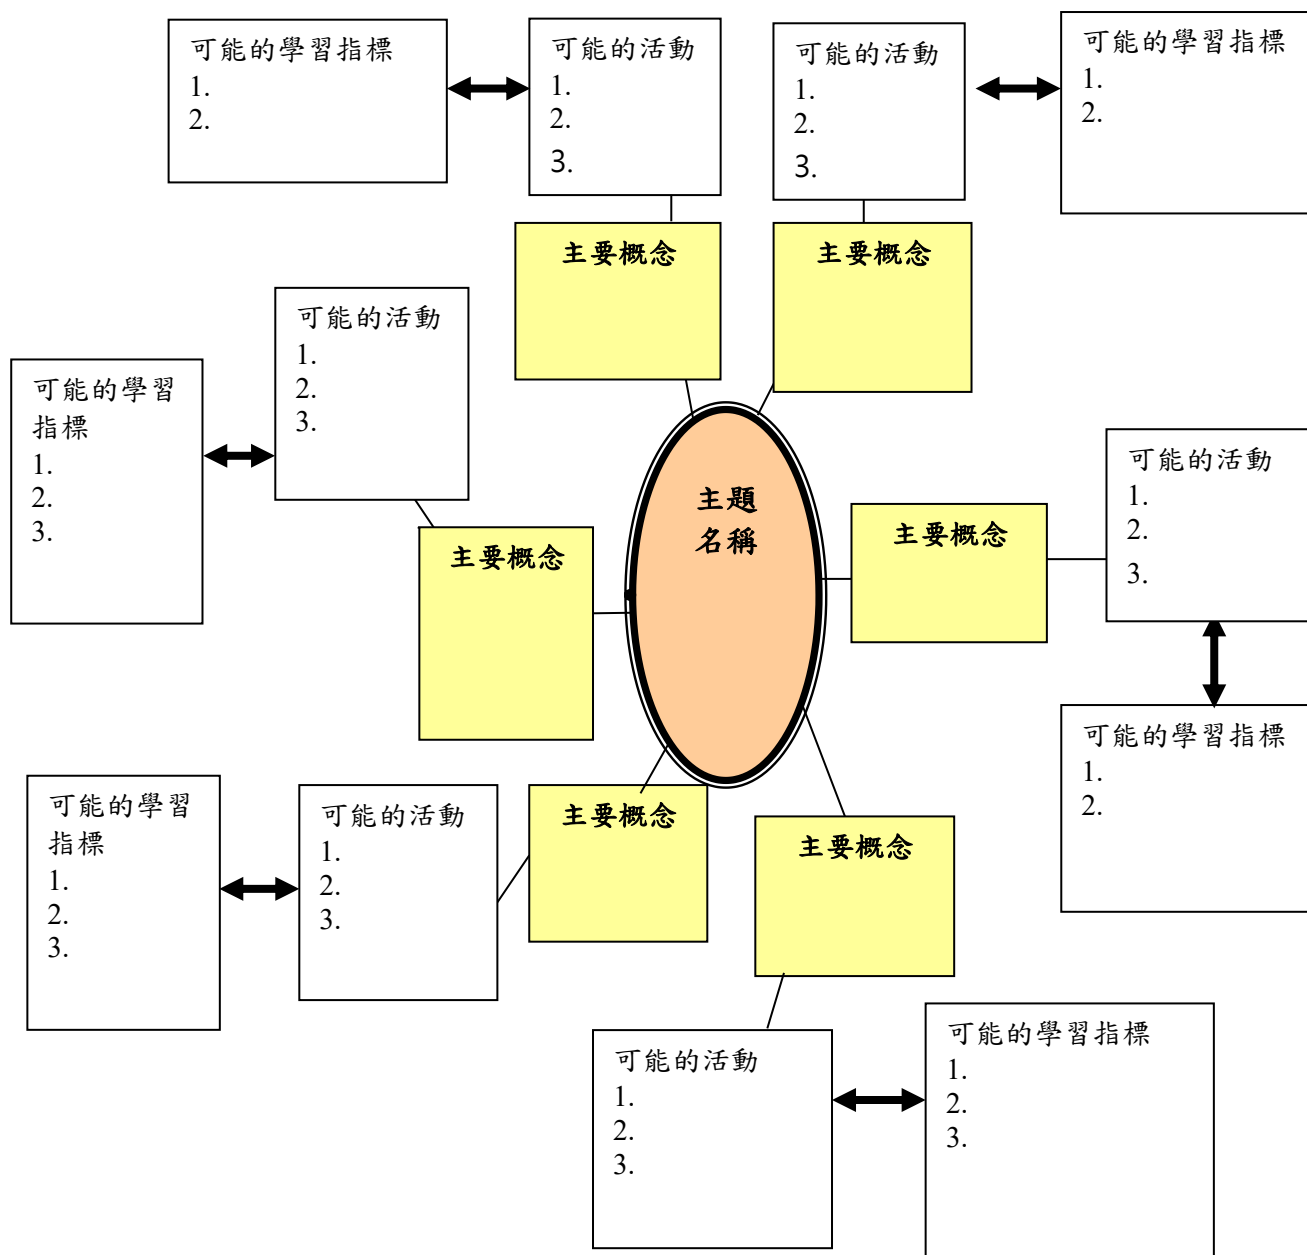 可能的學習指標
1.
2.
可能的活動
1.
2.
3.
可能的活動
1.
2.
3.
可能的學習指標
1.
2.
主要概念
主要概念
可能的學習
指標
1.
2.
3.
可能的活動
1.
2.
3.
主要概念
主題
名稱
主要概念
可能的活動
1.
2.
3.
可能的學習指標
1.
2.
可能的學習
指標
1.
2.
3.
可能的活動
1.
2.
3.
主要概念
主要概念
可能的活動
1.
2.
3.
可能的學習指標
1.
2.
3.